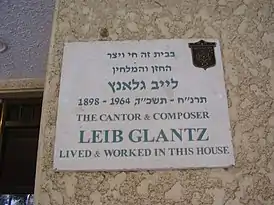 בבית זה חי ויצר
החזן והמלחין
לייב גלאנץ
תרנ"ח - תשכ"ד, 1964 - 1898
THE CANTOR & COMPOSER
LEIB GLANTZ
LIVED & WORKED IN THIS HOUSE